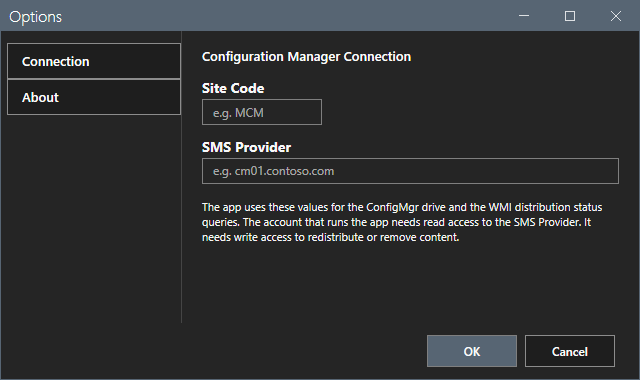 Options
Connection
About
Configuration Manager Connection
Site Code
e.g. MCM
SMS Provider
e.g. cm01.contoso.com
The app uses these values for the ConfigMgr drive and the WMI distribution status
queries. The account that runs the app needs read access to the SMS Provider. It
needs write access to redistribute or remove content.
OK
Cancel